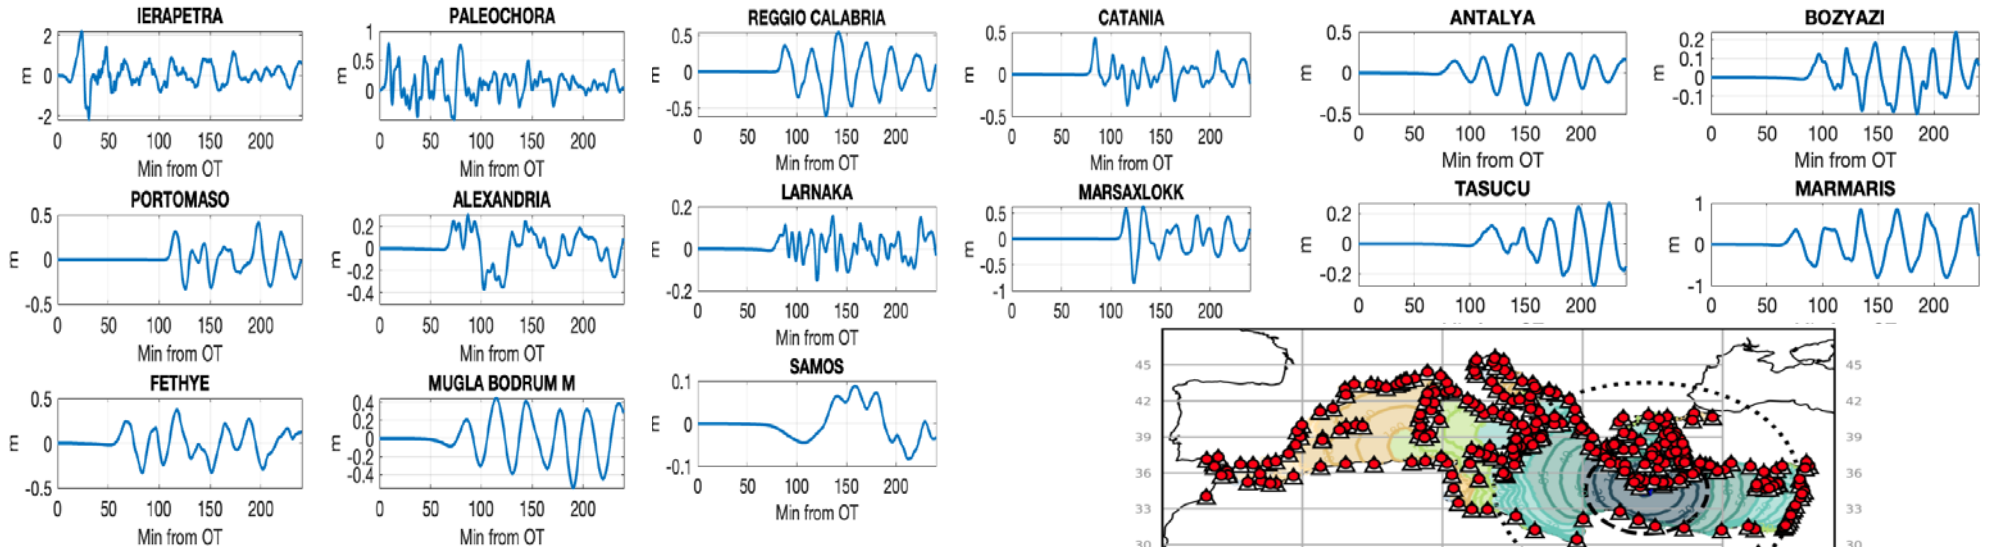 IERAPETRA
PALEOCHORA
REGGIO CALABRIA
CATANIA
ANTALYA
BOZYAZI
2
0
-2
m
0 50 100 150 200
Min from OT
1
0.5
0
m
0 50 100 150 200
Min from OT
0.5
0
-0.5
m
0 50 100 150 200
Min from OT
0.5
0
-0.5
m
0 50 100 150 200
Min from OT
0.5
0
-0.5
m
0 50 100 150 200
Min from OT
0.2
0.1
0
-0.1
m
0 50 100 150 200
Min from OT
PORTOMASO
ALEXANDRIA
LARNAKA
MARSAXLOKK
TASUCU
MARMARIS
0.5
0
-0.5
m
0 50 100 150 200
Min from OT
0.2
0
-0.2
-0.4
m
0 50 100 150 200
Min from OT
0.2
0
-0.2
m
0 50 100 150 200
Min from OT
0.5
0
-0.5
-1
m
0 50 100 150 200
0.2
0
-0.2
m
0 50 100 150 200
1
0
-1
m
0 50 100 150 200
FETHYE
MUGLA BODRUM M
SAMOS
0.5
0
-0.5
m
0 50 100 150 200
Min from OT
0.4
0.2
0
-0.2
-0.4
m
0 50 100 150 200
Min from OT
0.1
0
-0.1
m
0 50 100 150 200
Min from OT
45 45
42 42
39 39
36 36
33 33
30 30